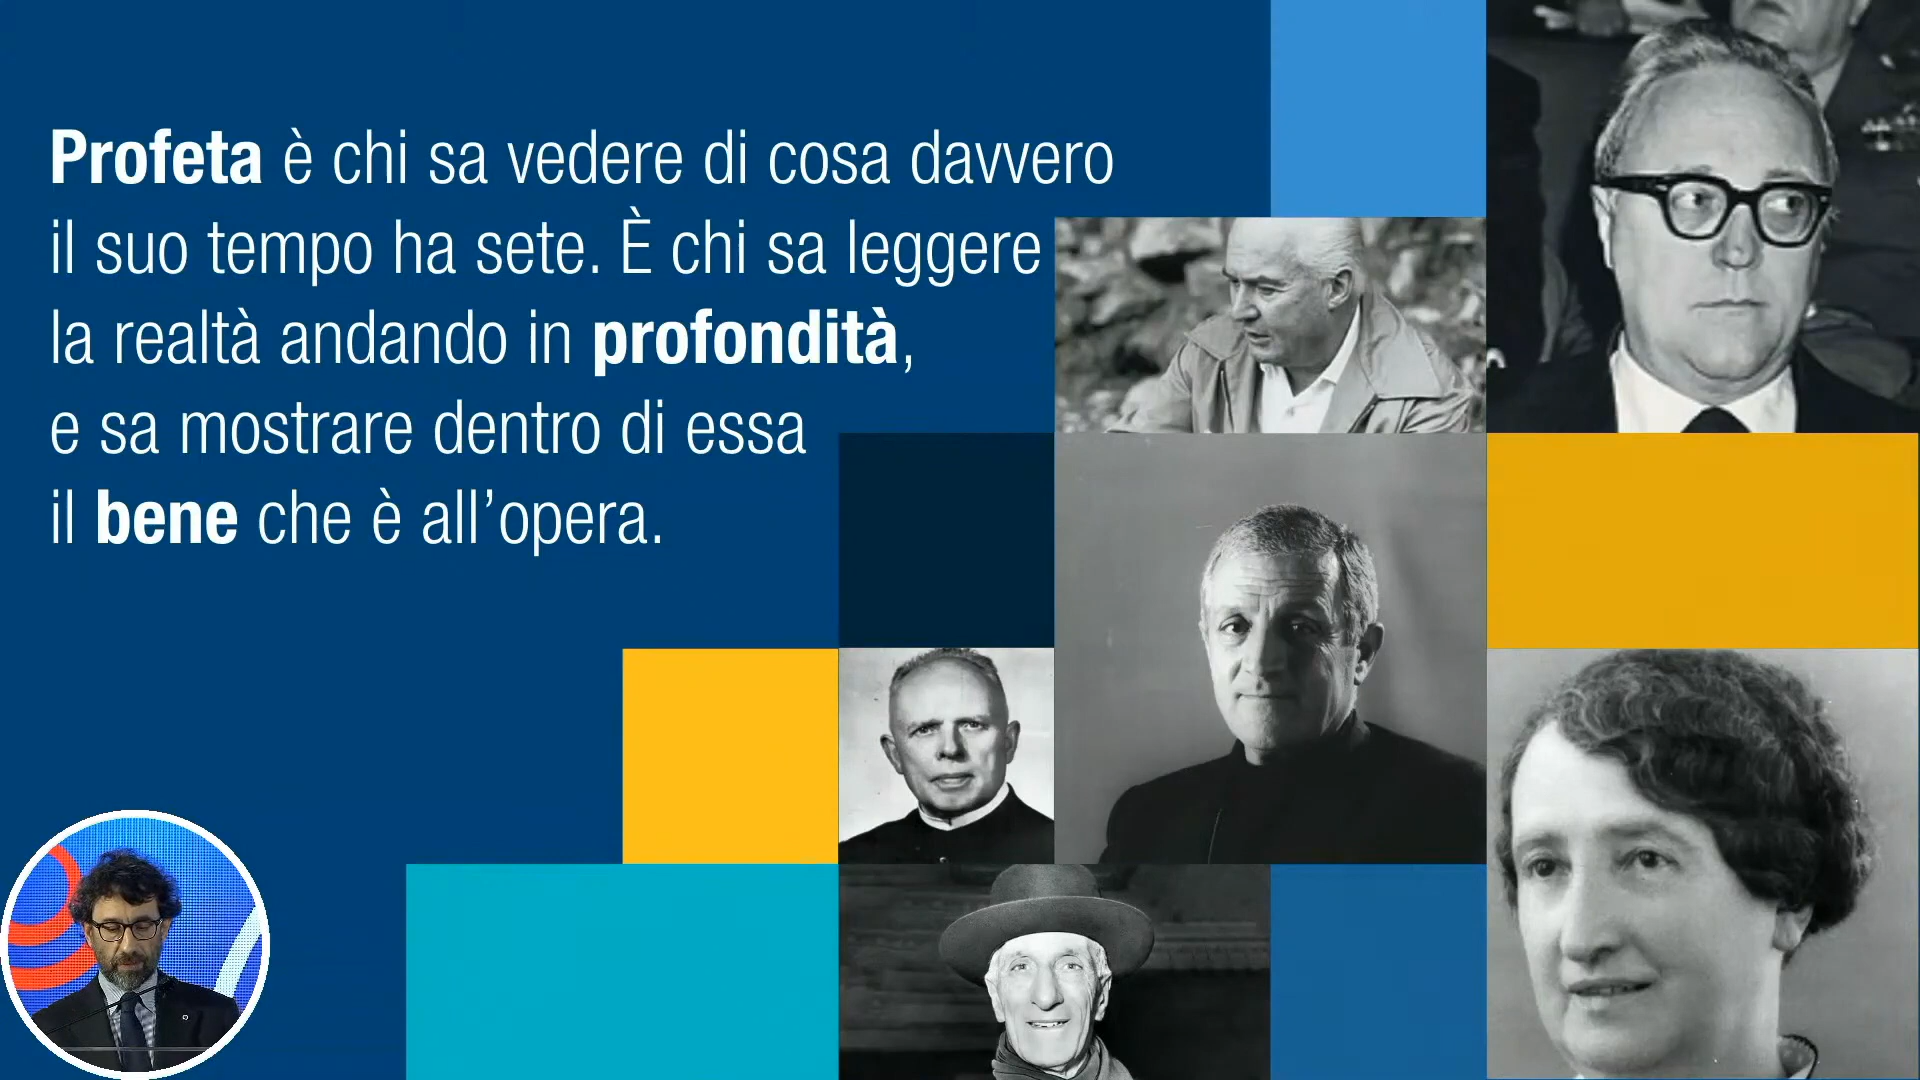 Profeta è chi sa vedere di cosa davvero
il suo tempo ha sete. È chi sa leggere
la realtà andando in profondità,
e sa mostrare dentro di essa
il bene che è all’opera.